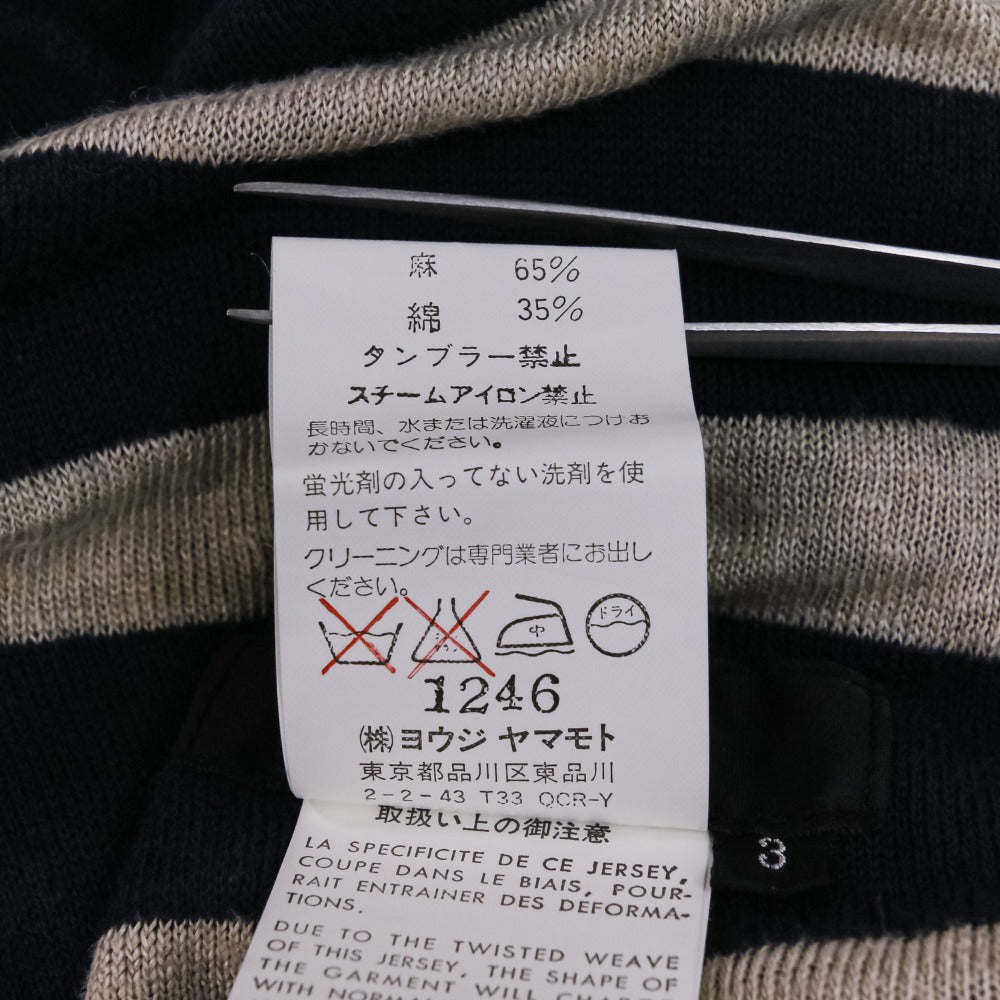 麻 65%
綿 35%
タンブラー禁止
スチームアイロン禁止
長時間、水または洗濯液につけお
かないでください。
蛍光剤の入ってない洗剤を使
用して下さい。
クリーニングは専門業者にお出し
ください。
中 ドライ
1246
(株)ヨウジ ヤマモト
東京都品川区東品川
2-2-43 T33 QCR-Y
取扱い上の御注意
3
LA SPECIFICITE DE CE JERSEY,
COUPE DANS LE BIAIS, POUR-
RAIT ENTRAINER DES DEFORMA-
TIONS.
DUE TO THE TWISTED WEAVE
OF THIS JERSEY, THE SHAPE OF
THE GARMENT WILL